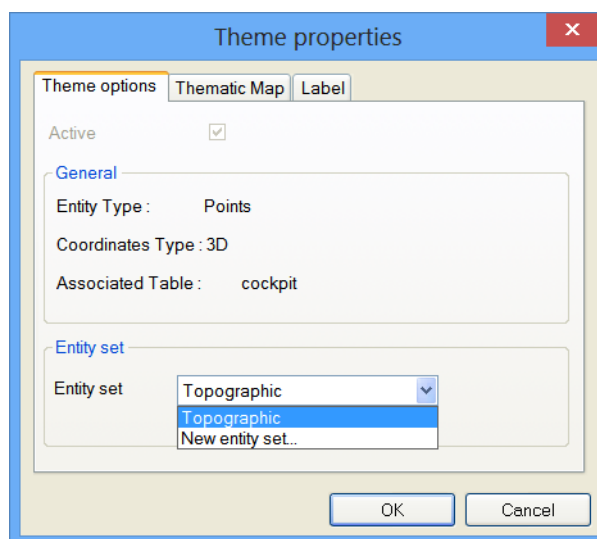 Theme properties
Theme options Thematic Map Label
Active
General
Entity Type : Points
Coordinates Type : 3D
Associated Table : cockpit
Entity set
Entity set Topographic
Topographic
New entity set...
OK Cancel